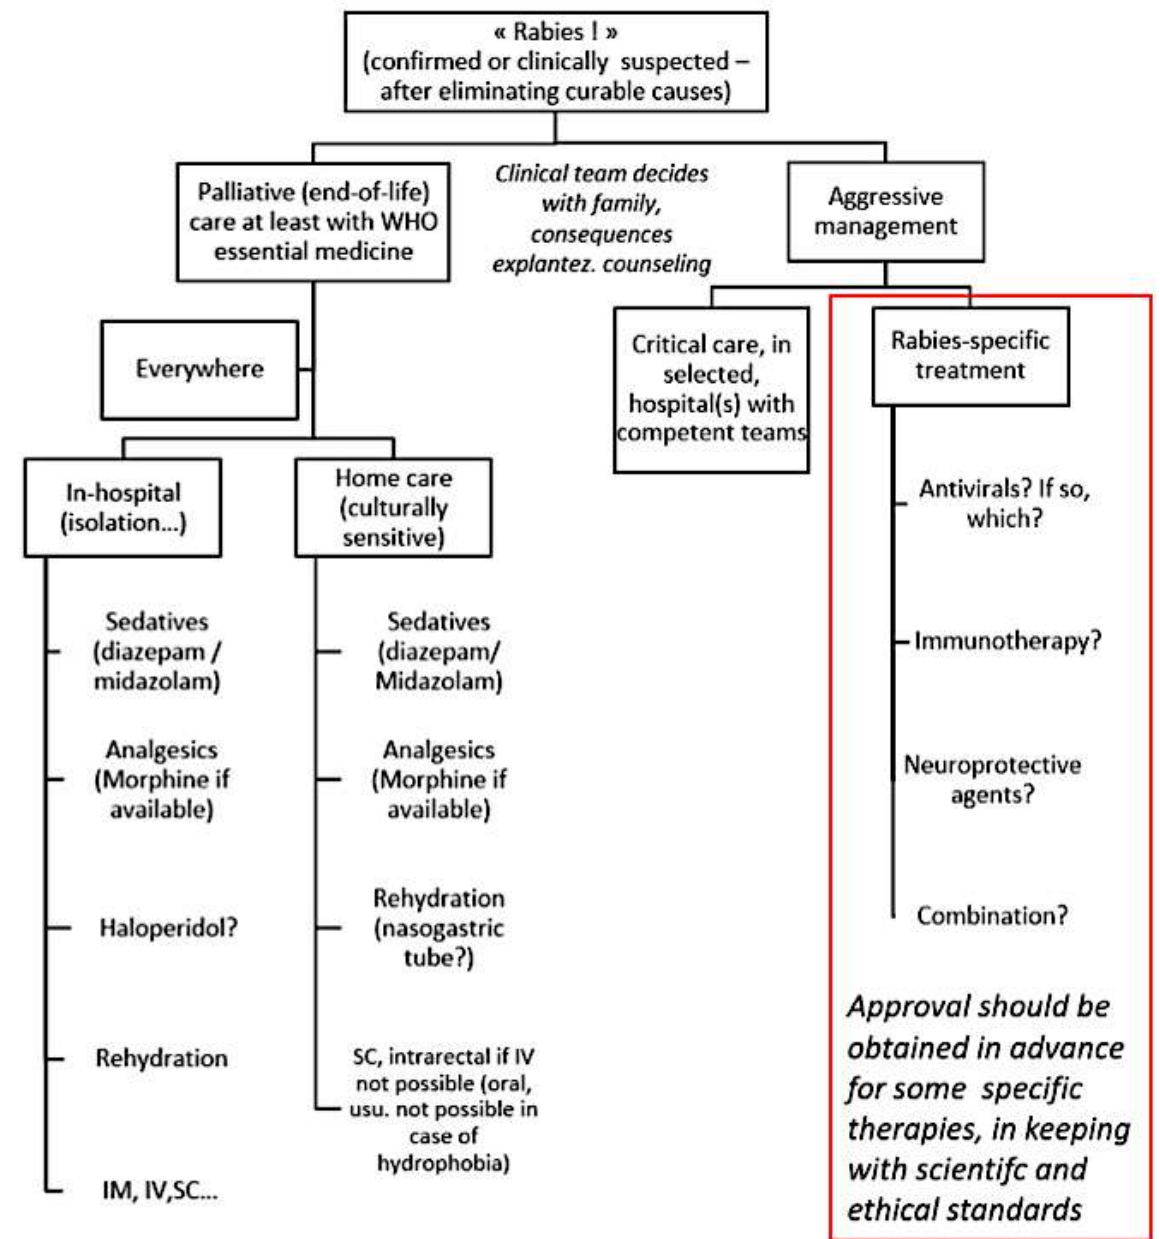 « Rabies ! »
(confirmed or clinically suspected –
after eliminating curable causes)
Palliative (end-of-life)
care at least with WHO
essential medicine
Clinical team decides
with family,
consequences
explantez. counseling
Aggressive
management
Everywhere
Critical care, in
selected,
hospital(s) with
competent teams
Rabies-specific
treatment
In-hospital
(isolation...)
Home care
(culturally
sensitive)
Sedatives
(diazepam /
midazolam)
Analgesics
(Morphine if
available)
Haloperidol?
Rehydration
IM, IV,SC...
Sedatives
(diazepam/
Midazolam)
Analgesics
(Morphine if
available)
Rehydration
(nasogastric
tube?)
SC, intrarectal if IV
not possible (oral,
usu. not possible in
case of
hydrophobia)
Antivirals? If so,
which?
Immunotherapy?
Neuroprotective
agents?
Combination?
Approval should be
obtained in advance
for some specific
therapies, in keeping
with scientifc and
ethical standards